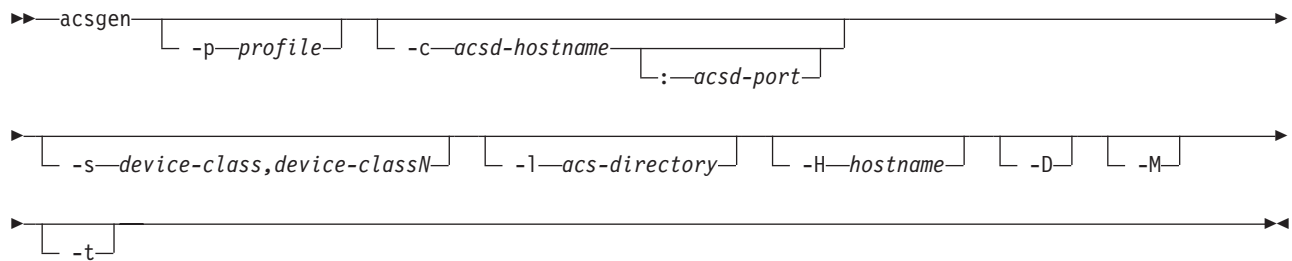 acsgen
-p profile
-c acsd-hostname
: acsd-port
-s device-class,device-classN
-l acs-directory
-H hostname
-D
-M
-t